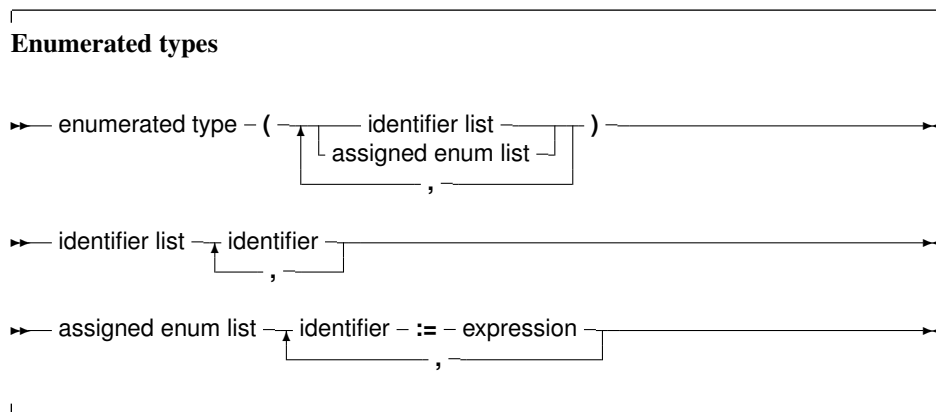 Enumerated types
enumerated type ( identifier list )
assigned enum list
,
identifier list identifier
,
assigned enum list identifier := expression
,